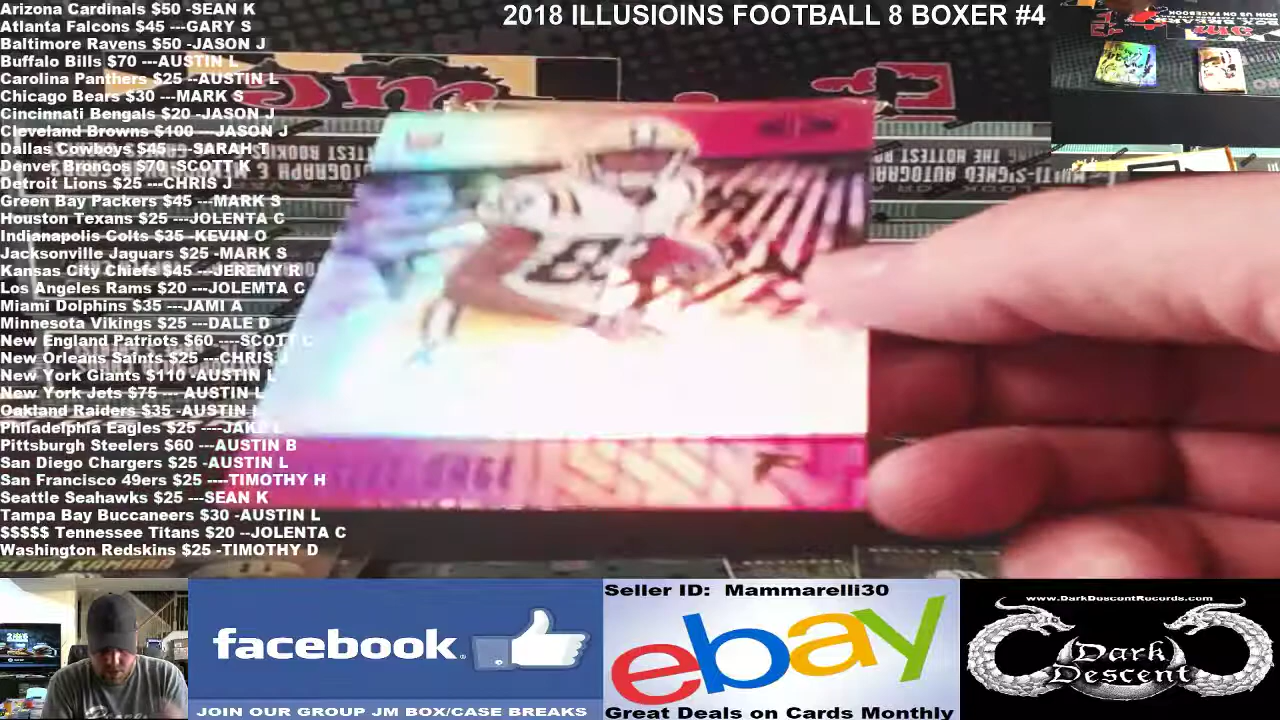 2018 ILLUSIOINS FOOTBALL 8 BOXER #4
Arizona Cardinals $50 -SEAN K
Atlanta Falcons $45 ---GARY S
Baltimore Ravens $50 -JASON J
Buffalo Bills $70 ---AUSTIN L
Carolina Panthers $25 --AUSTIN L
Chicago Bears $30 ---MARK S
Cincinnati Bengals $20 -JASON J
Cleveland Browns $100 ---JASON J
Dallas Cowboys $45 ---SARAH T
Denver Broncos $70 -SCOTT K
Detroit Lions $25 ---CHRIS J
Green Bay Packers $45 ---MARK S
Houston Texans $25 ---JOLENTA C
Indianapolis Colts $35 -KEVIN O
Jacksonville Jaguars $25 -MARK S
Kansas City Chiefs $45 ---JEREMY R
Los Angeles Rams $20 ---JOLEMTA C
Miami Dolphins $35 ---JAMI A
Minnesota Vikings $25 ---DALE D
New England Patriots $60 ----SCOTT C
New Orleans Saints $25 ---CHRIS J
New York Giants $110 -AUSTIN L
New York Jets $75 --- AUSTIN L
Oakland Raiders $35 -AUSTIN L
Philadelphia Eagles $25 ----JAKE L
Pittsburgh Steelers $60 ---AUSTIN B
San Diego Chargers $25 -AUSTIN L
San Francisco 49ers $25 ----TIMOTHY H
Seattle Seahawks $25 ---SEAN K
Tampa Bay Buccaneers $30 -AUSTIN L
$$$$$ Tennessee Titans $20 --JOLENTA C
Washington Redskins $25 -TIMOTHY D
THE HOTTEST
MULTI-SIGNED AUTOGRAPH
ALVIN KAMARA
facebook
JOIN OUR GROUP JM BOX/CASE BREAKS
Seller ID: Mammarelli30
ebay
Great Deals on Cards Monthly
www.DarkDescentRecords.com
Dark
Descent